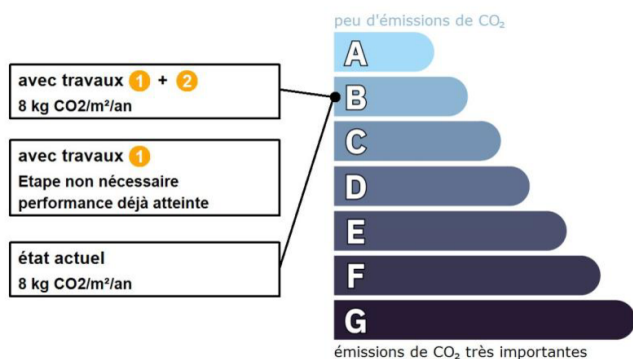 peu d'émissions de CO₂
A
avec travaux 1 + 2
8 kg CO2/m²/an
B
C
avec travaux 1
Etape non nécessaire
performance déjà atteinte
D
E
état actuel
8 kg CO2/m²/an
F
G
émissions de CO₂ très importantes